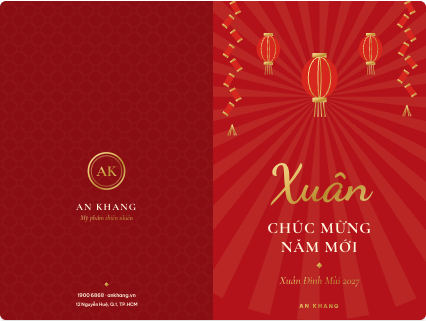 AK
AN KHANG
Mỹ phẩm thiên nhiên
1900 6868 · ankhang.vn
12 Nguyễn Huệ, Q.1, TP. HCM
Xuân
CHÚC MỪNG
NĂM MỚI
Xuân Đinh Mùi 2027
AN KHANG